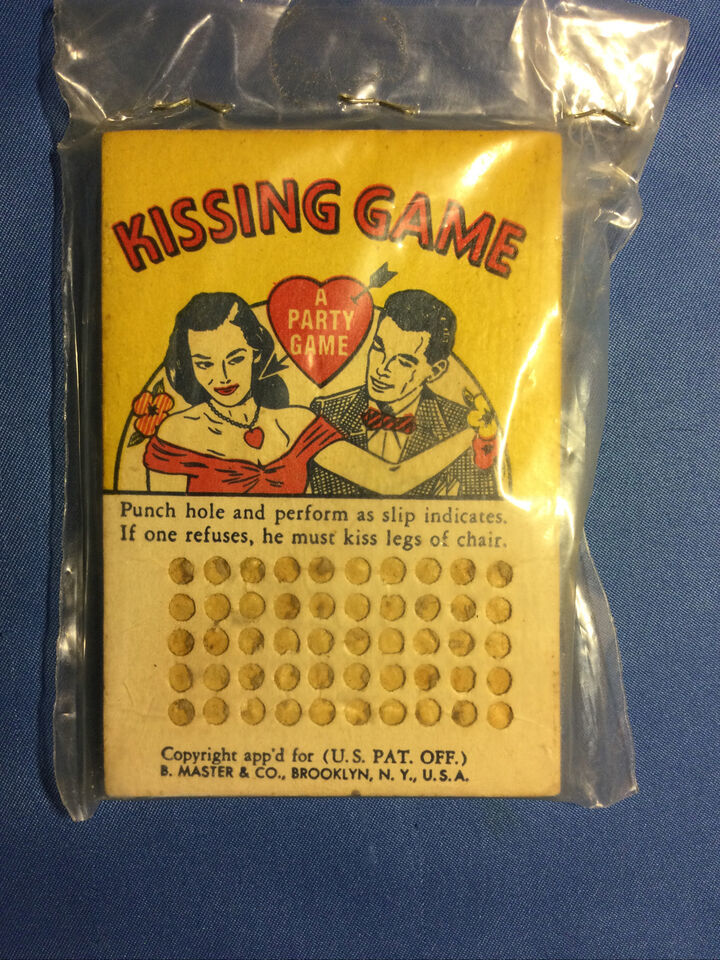 KISSING GAME
A
PARTY
GAME
Punch hole and perform as slip indicates.
If one refuses, he must kiss legs of chair.
Copyright app'd for (U.S. PAT. OFF.)
B. MASTER & CO., BROOKLYN, N. Y., U.S.A.